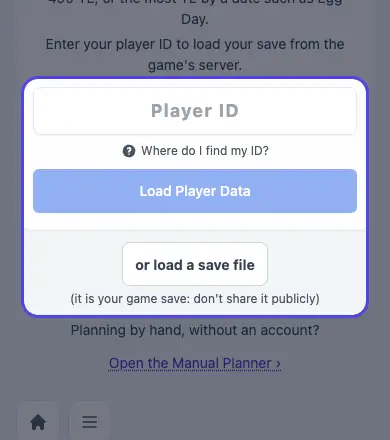 Day.
Enter your player ID to load your save from the
game's server.
Player ID
Where do I find my ID?
Load Player Data
or load a save file
(it is your game save: don't share it publicly)
Planning by hand, without an account?
Open the Manual Planner ›